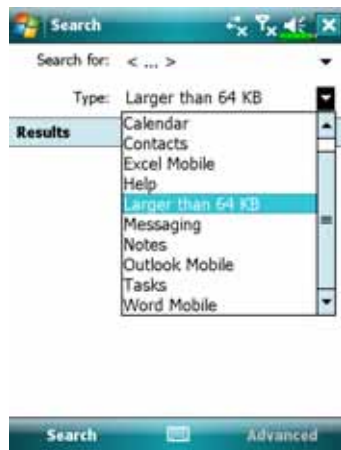 Search
Search for: < ... >
Type: Larger than 64 KB
Results
Calendar
Contacts
Excel Mobile
Help
Larger than 64 KB
Messaging
Notes
Outlook Mobile
Tasks
Word Mobile
Search Advanced